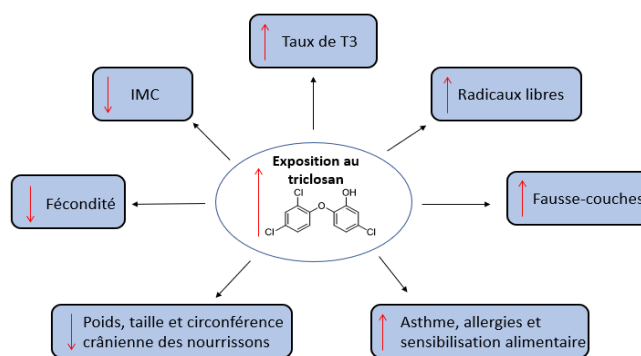 Taux de T3
IMC
Radicaux libres
Exposition au
triclosan
Cl
OH
O
Cl
Cl
Fécondité
Fausse-couches
Poids, taille et circonférence
crânienne des nourrissons
Asthme, allergies et
sensibilisation alimentaire